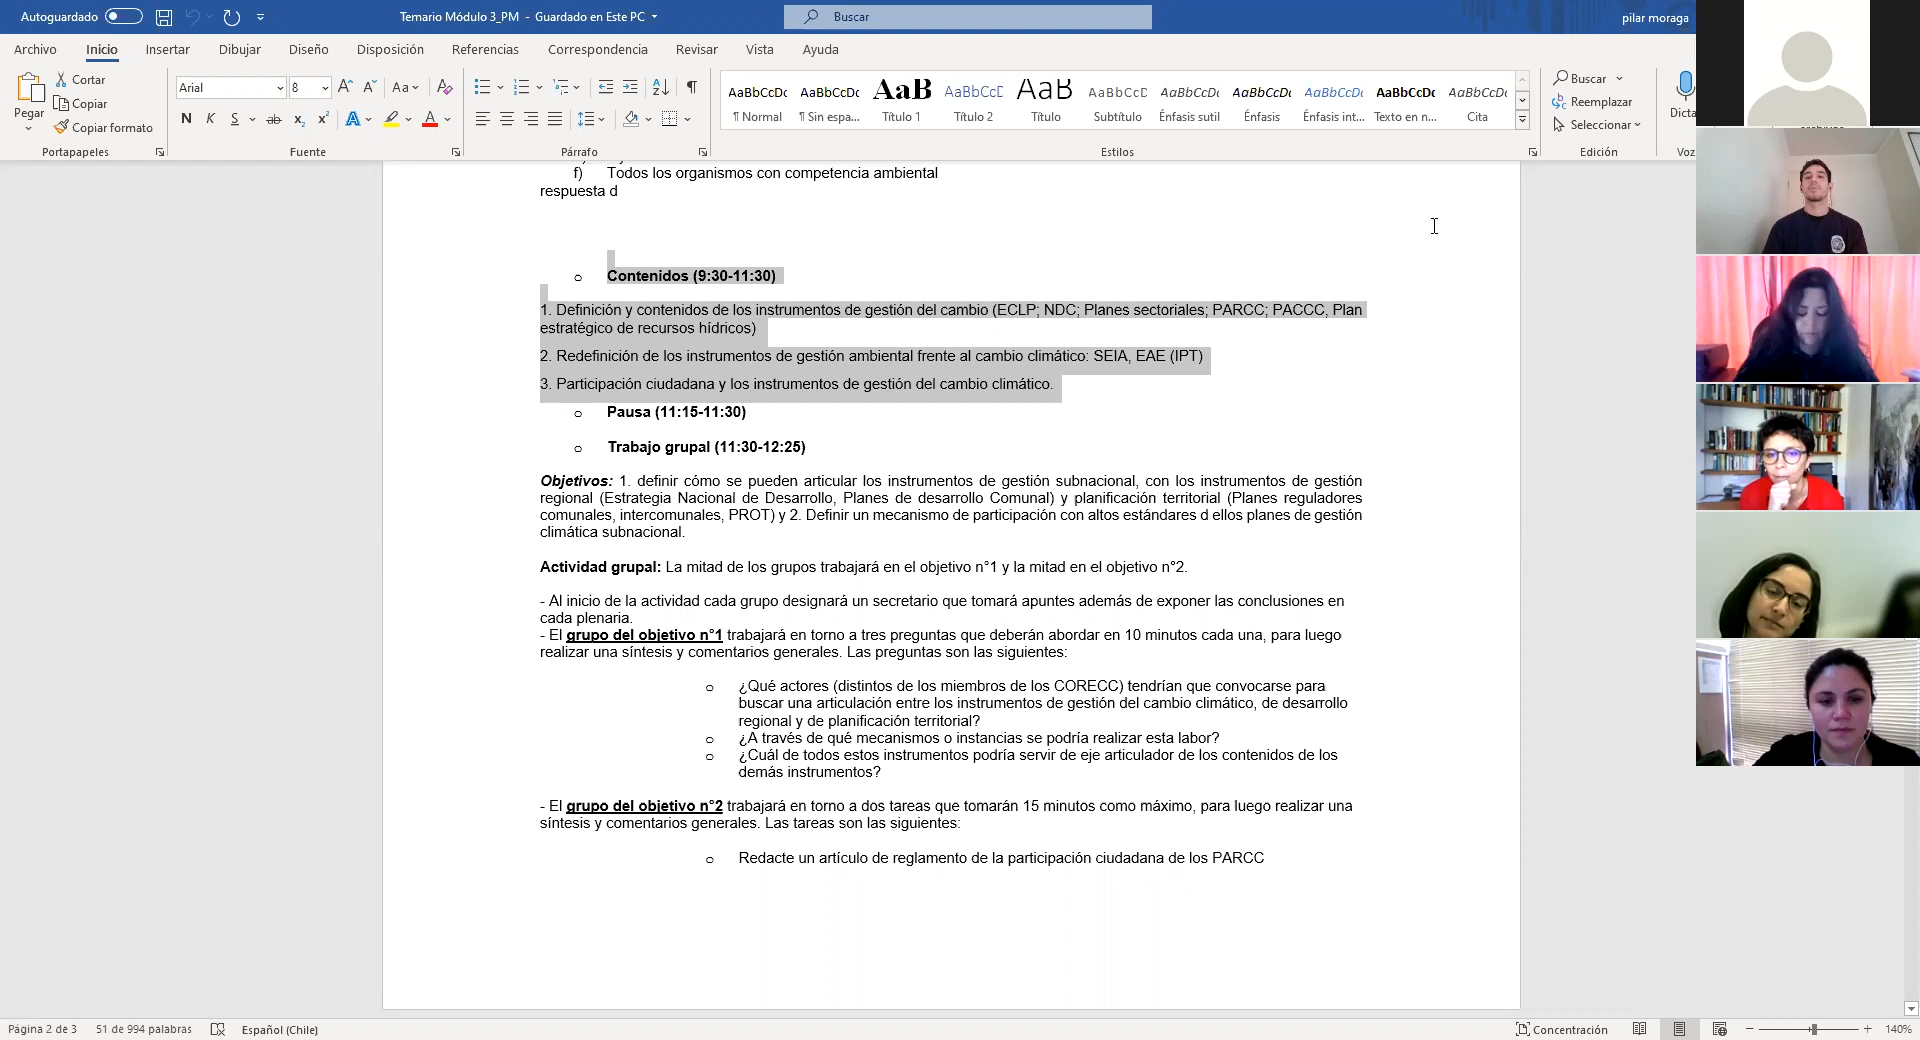 Autoguardado
Temario Módulo 3_PM - Guardado en Este PC
Buscar
pilar moraga
Archivo Inicio Insertar Dibujar Diseño Disposición Referencias Correspondencia Revisar Vista Ayuda
Pegar
Cortar
Copiar
Copiar formato
Portapapeles
Arial 8
Aa
N K S ab x₂ x²
A A
Fuente
Párrafo
AaBbCcDc AaBbCcDc AaB AaBbCcD AaB AaBbCcD AaBbCcDc AaBbCcDc AaBbCcDc AaBbCcDc AaBbCcDc
¶ Normal ¶ Sin espa... Título 1 Título 2 Título Subtítulo Énfasis sutil Énfasis Énfasis int... Texto en n... Cita
Estilos
Buscar
Reemplazar
Seleccionar
Edición
Dicta
Voz
f) Todos los organismos con competencia ambiental
respuesta d
o Contenidos (9:30-11:30)
1. Definición y contenidos de los instrumentos de gestión del cambio (ECLP; NDC; Planes sectoriales; PARCC; PACCC, Plan
estratégico de recursos hídricos)
2. Redefinición de los instrumentos de gestión ambiental frente al cambio climático: SEIA, EAE (IPT)
3. Participación ciudadana y los instrumentos de gestión del cambio climático.
o Pausa (11:15-11:30)
o Trabajo grupal (11:30-12:25)
Objetivos: 1. definir cómo se pueden articular los instrumentos de gestión subnacional, con los instrumentos de gestión
regional (Estrategia Nacional de Desarrollo, Planes de desarrollo Comunal) y planificación territorial (Planes reguladores
comunales, intercomunales, PROT) y 2. Definir un mecanismo de participación con altos estándares d ellos planes de gestión
climática subnacional.
Actividad grupal: La mitad de los grupos trabajará en el objetivo n°1 y la mitad en el objetivo n°2.
- Al inicio de la actividad cada grupo designará un secretario que tomará apuntes además de exponer las conclusiones en
cada plenaria.
- El grupo del objetivo n°1 trabajará en torno a tres preguntas que deberán abordar en 10 minutos cada una, para luego
realizar una síntesis y comentarios generales. Las preguntas son las siguientes:
o ¿Qué actores (distintos de los miembros de los CORECC) tendrían que convocarse para
buscar una articulación entre los instrumentos de gestión del cambio climático, de desarrollo
regional y de planificación territorial?
o ¿A través de qué mecanismos o instancias se podría realizar esta labor?
o ¿Cuál de todos estos instrumentos podría servir de eje articulador de los contenidos de los
demás instrumentos?
- El grupo del objetivo n°2 trabajará en torno a dos tareas que tomarán 15 minutos como máximo, para luego realizar una
síntesis y comentarios generales. Las tareas son las siguientes:
o Redacte un artículo de reglamento de la participación ciudadana de los PARCC
Página 2 de 3 51 de 994 palabras Español (Chile)
Concentración
140%